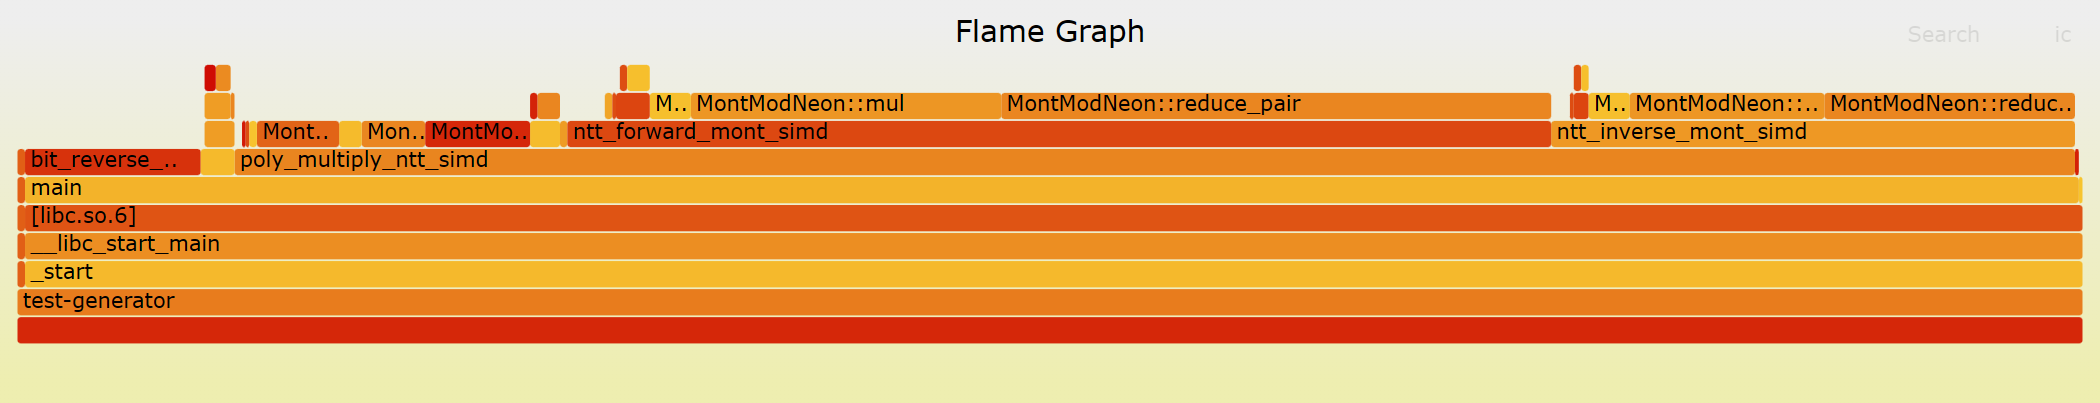 Flame Graph
Search ic
M.. MontModNeon::mul MontModNeon::reduce_pair M.. MontModNeon::.. MontModNeon::reduc..
Mont.. Mon.. MontMo.. ntt_forward_mont_simd ntt_inverse_mont_simd
bit_reverse_.. poly_multiply_ntt_simd
main
[libc.so.6]
__libc_start_main
_start
test-generator